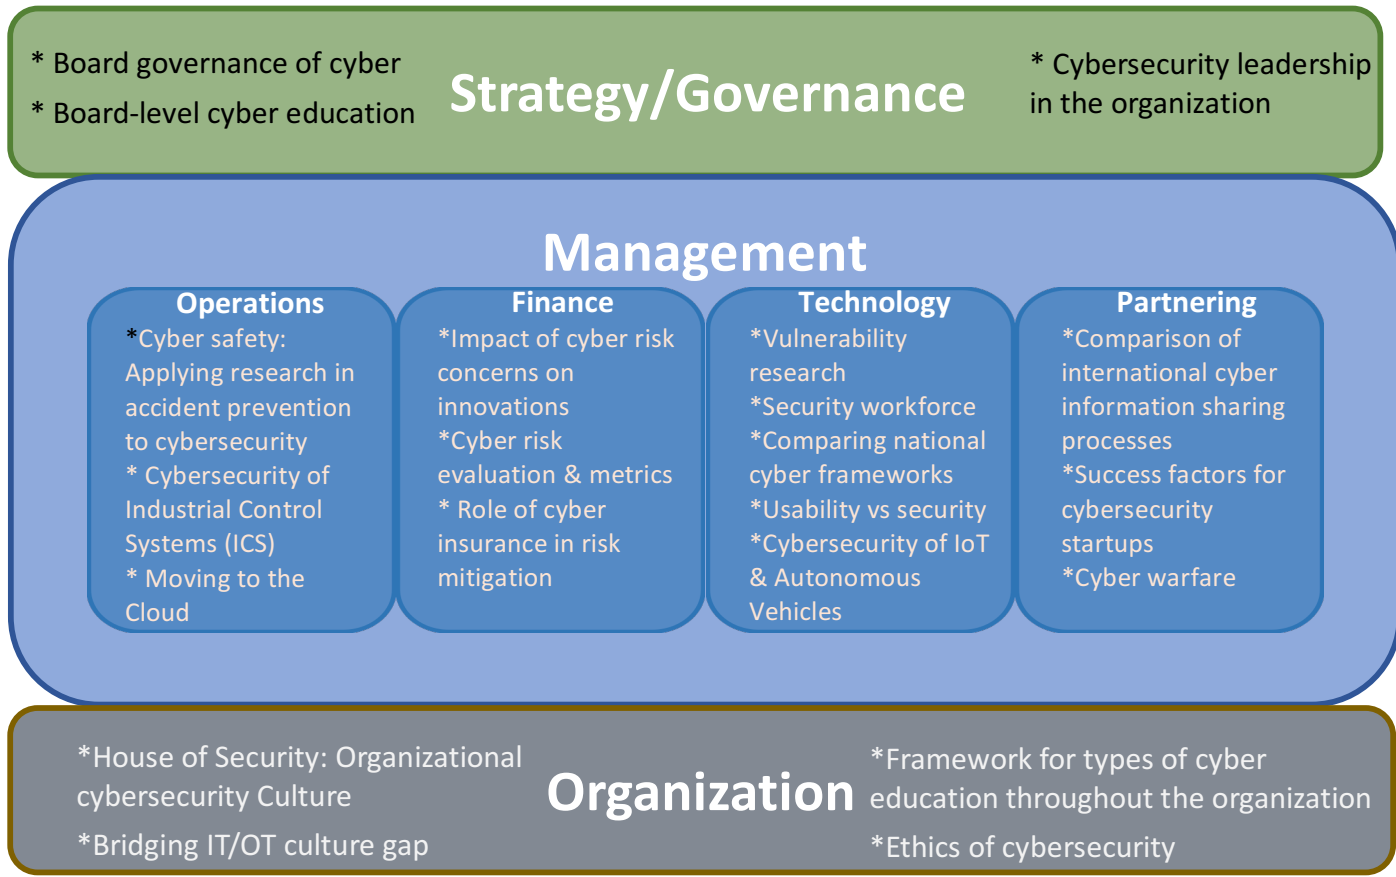 * Board governance of cyber
* Board-level cyber education
Strategy/Governance
* Cybersecurity leadership
in the organization
Management
Operations
*Cyber safety:
Applying research in
accident prevention
to cybersecurity
* Cybersecurity of
Industrial Control
Systems (ICS)
* Moving to the
Cloud
Finance
*Impact of cyber risk
concerns on
innovations
*Cyber risk
evaluation & metrics
* Role of cyber
insurance in risk
mitigation
Technology
*Vulnerability
research
*Security workforce
*Comparing national
cyber frameworks
*Usability vs security
*Cybersecurity of IoT
& Autonomous
Vehicles
Partnering
*Comparison of
international cyber
information sharing
processes
*Success factors for
cybersecurity
startups
*Cyber warfare
*House of Security: Organizational
cybersecurity Culture
*Bridging IT/OT culture gap
Organization
*Framework for types of cyber
education throughout the organization
*Ethics of cybersecurity